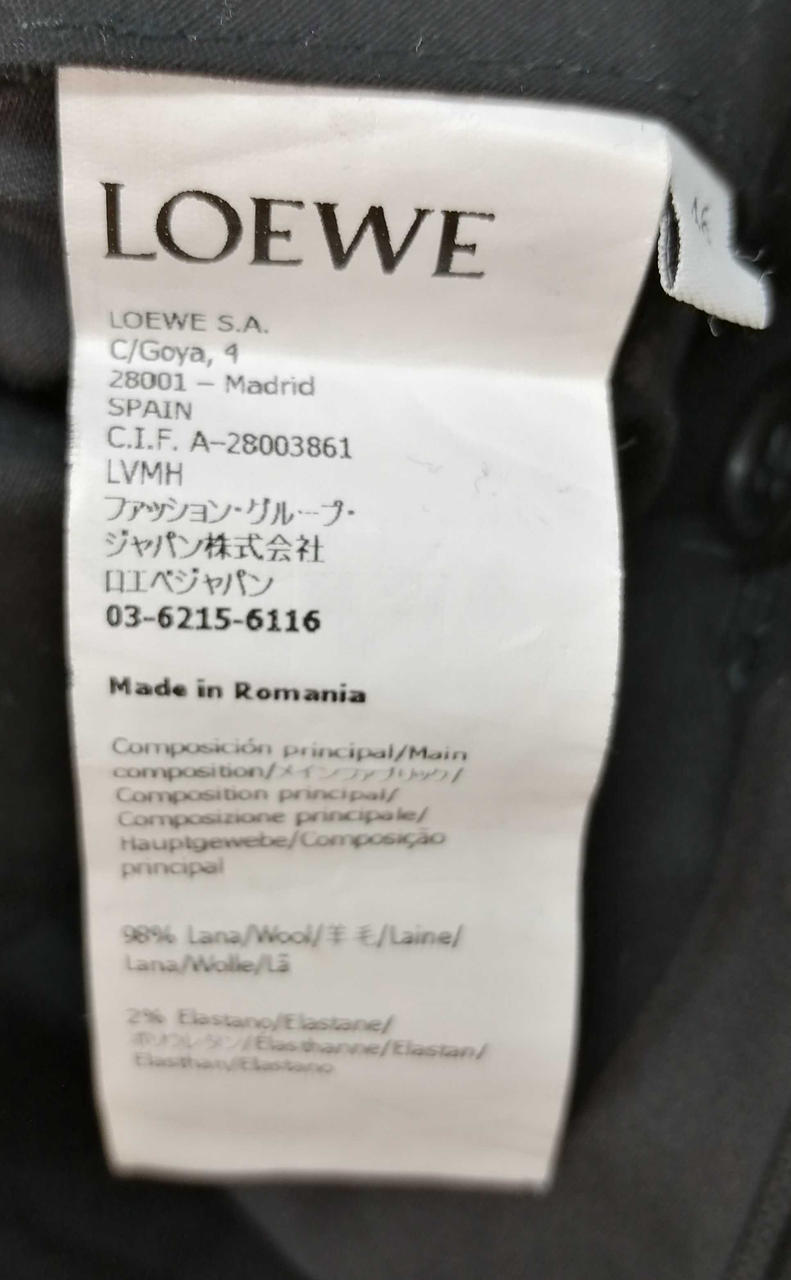 LOEWE
LOEWE S.A.
C/Goya, 4
28001 – Madrid
SPAIN
C.I.F. A–28003861
LVMH
ファッション・グループ・
ジャパン株式会社
ロエベジャパン
03-6215-6116
Made in Romania
Composición principal/Main
composition/メインファブリック/
Composition principal/
Composizione principale/
Hauptgewebe/Composição
principal
98% Lana/Wool/羊毛/Laine/
Lana/Wolle/Lã
2% Elastano/Elastane/
ポリウレタン/Élasthanne/Elastan/
Elasthan/Elastano